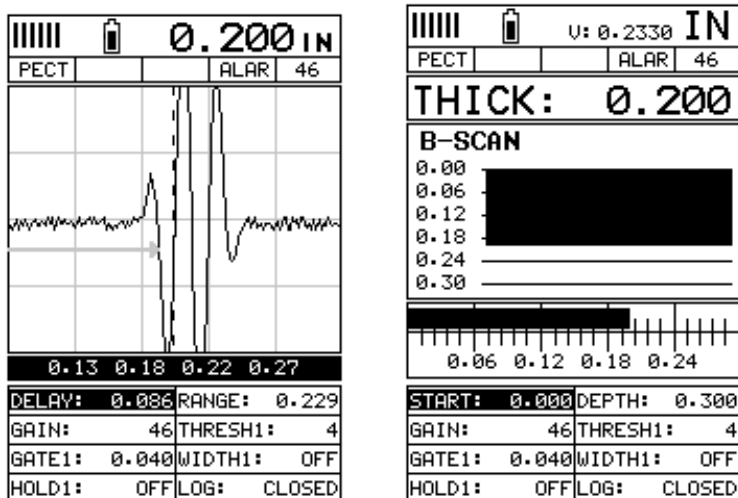 0.200 IN
PECT ALAR 46
0.13 0.18 0.22 0.27
DELAY: 0.086 RANGE: 0.229
GAIN: 46 THRESH1: 4
GATE1: 0.040 WIDTH1: OFF
HOLD1: OFF LOG: CLOSED
V: 0.2330 IN
PECT ALAR 46
THICK: 0.200
B-SCAN
0.00
0.06
0.12
0.18
0.24
0.30
0.06 0.12 0.18 0.24
START: 0.000 DEPTH: 0.300
GAIN: 46 THRESH1: 4
GATE1: 0.040 WIDTH1: OFF
HOLD1: OFF LOG: CLOSED